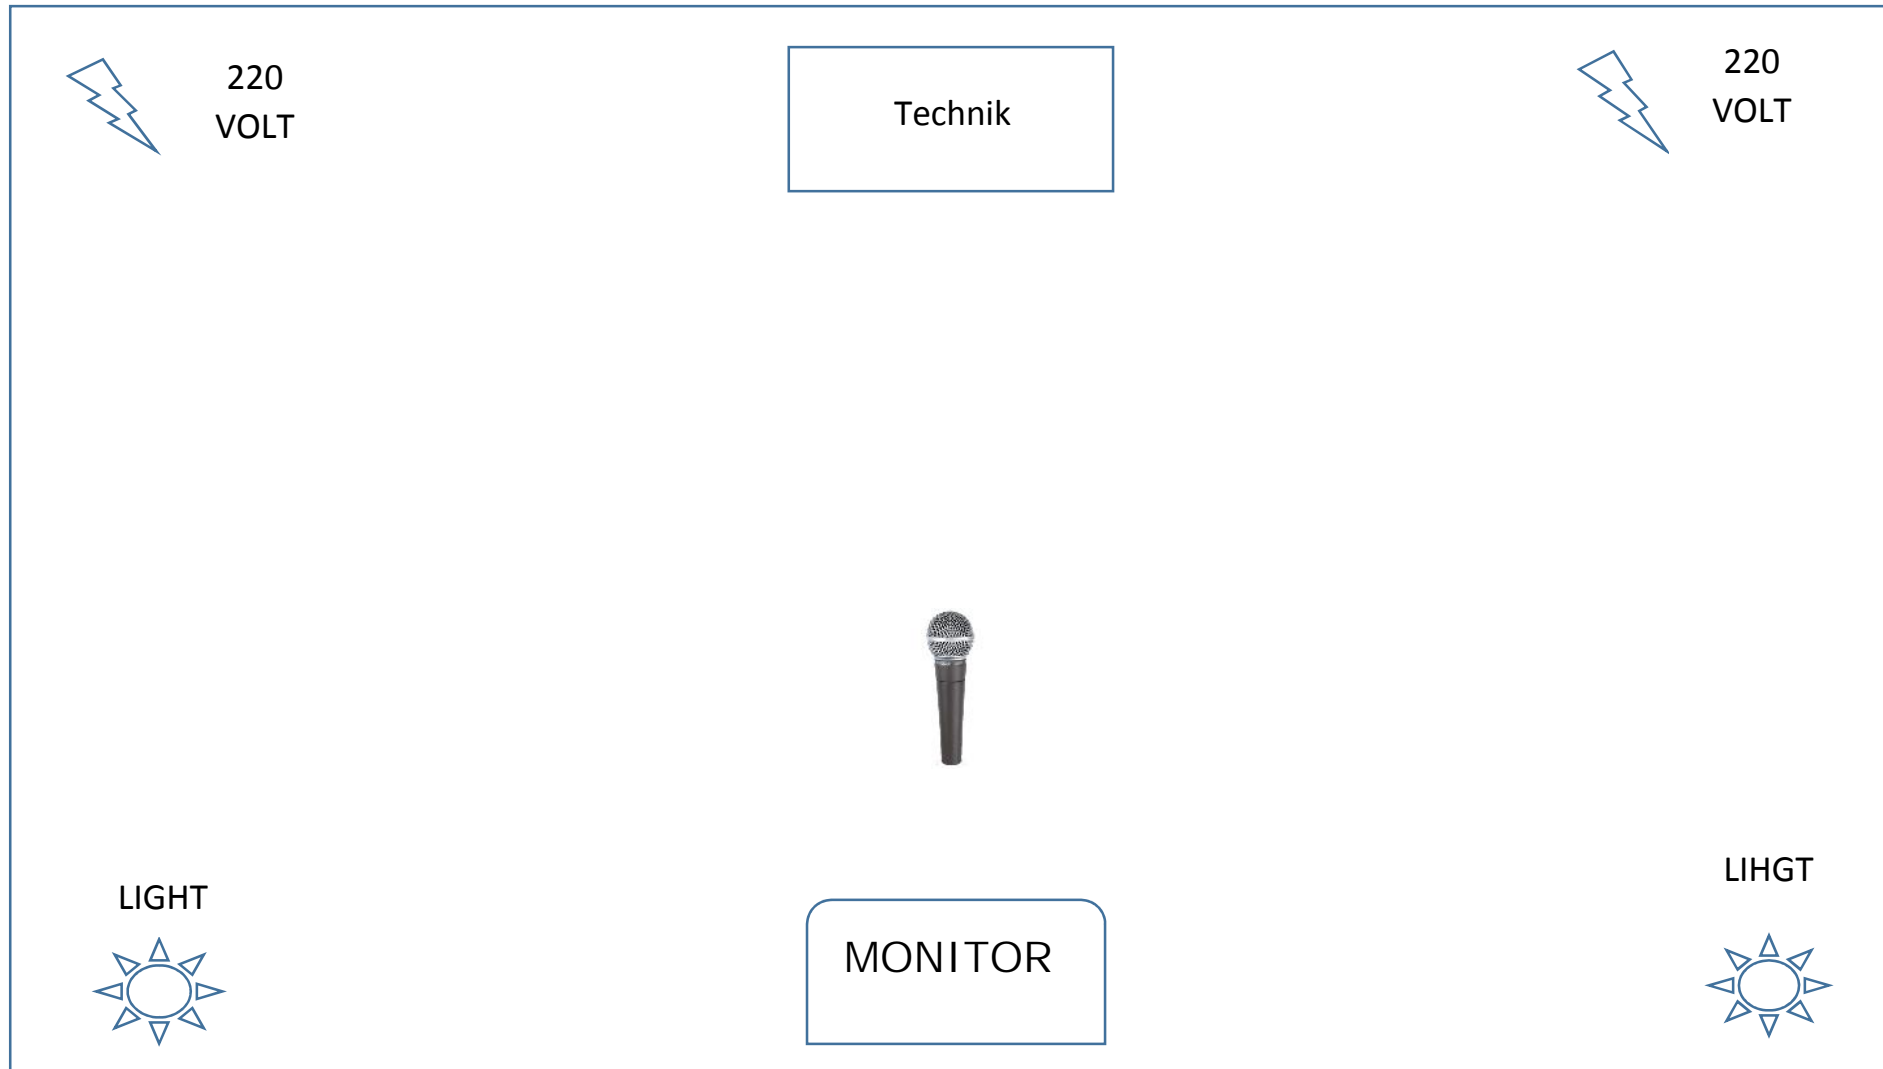 220
VOLT
Technik
220
VOLT
LIGHT
LIHGT
MONITOR